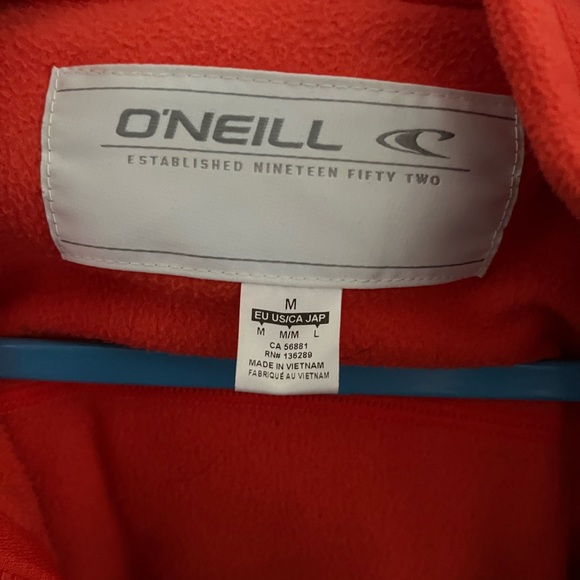 O'NEILL
ESTABLISHED NINETEEN FIFTY TWO
M
EU US/CA JAP
M M/M L
CA 56881
RN# 136289
MADE IN VIETNAM
FABRIQUÉ AU VIETNAM